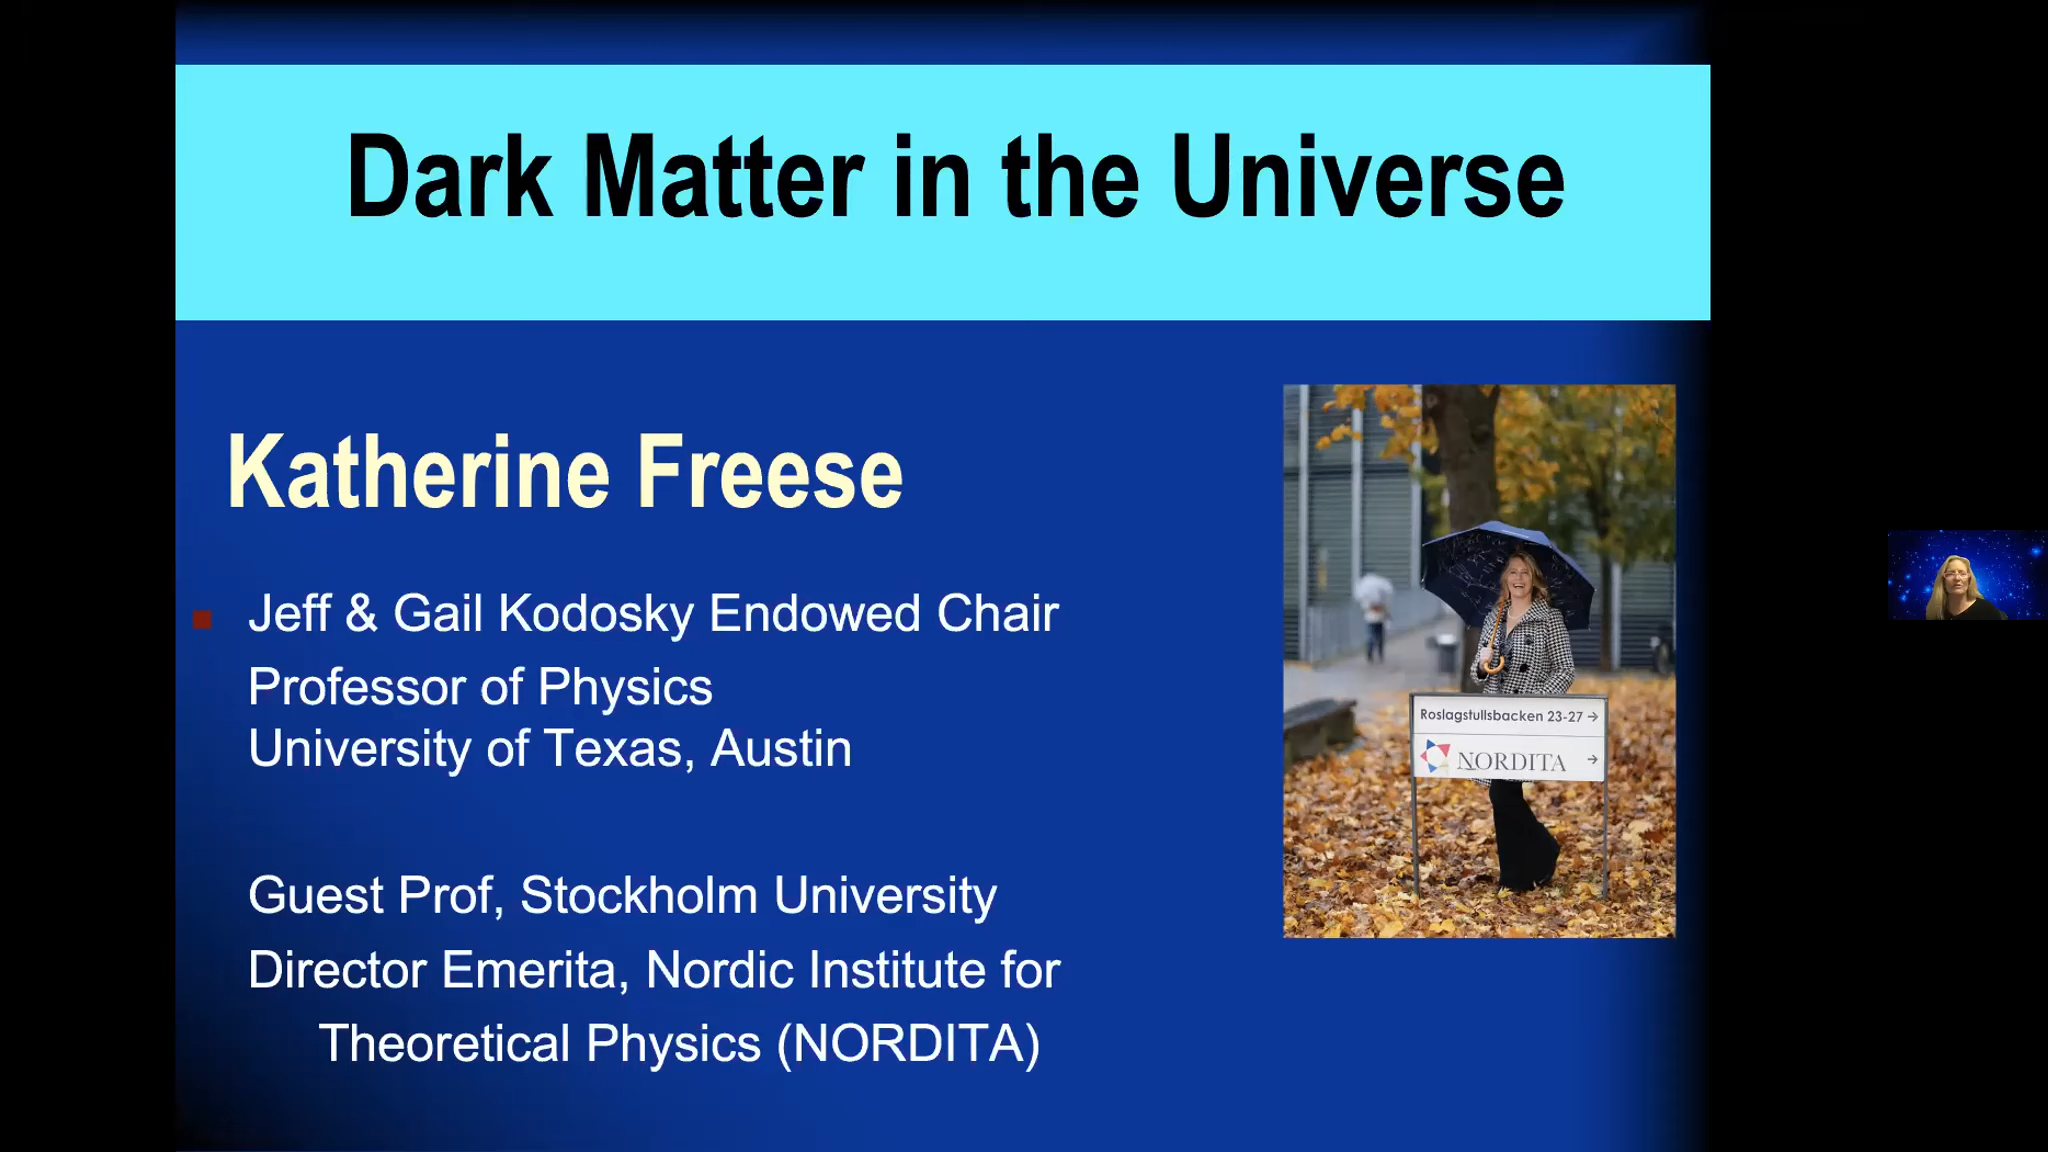 Dark Matter in the Universe
Katherine Freese
Jeff & Gail Kodosky Endowed Chair
Professor of Physics
University of Texas, Austin
Guest Prof, Stockholm University
Director Emerita, Nordic Institute for
Theoretical Physics (NORDITA)
Roslagstullsbacken 23-27 →
NORDITA →